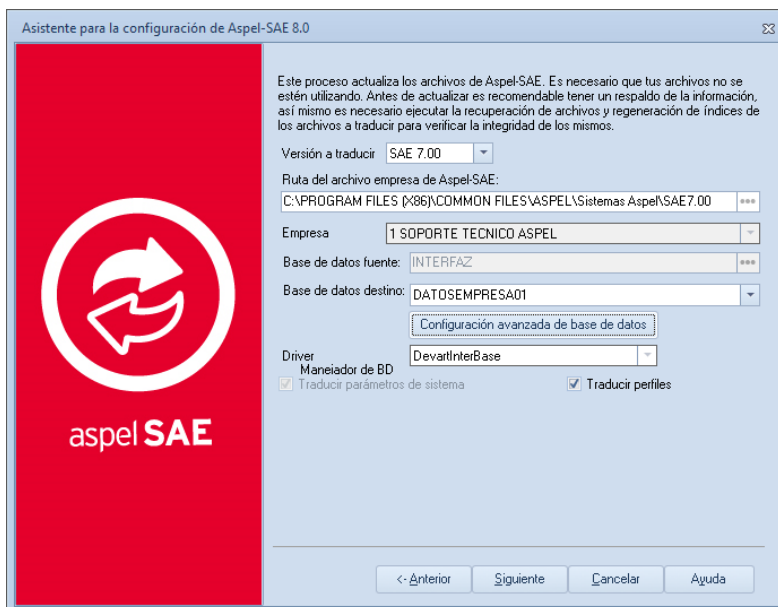 Asistente para la configuración de Aspel-SAE 8.0
Este proceso actualiza los archivos de Aspel-SAE. Es necesario que tus archivos no se
estén utilizando. Antes de actualizar es recomendable tener un respaldo de la información,
así mismo es necesario ejecutar la recuperación de archivos y regeneración de índices de
los archivos a traducir para verificar la integridad de los mismos.
Versión a traducir SAE 7.00
Ruta del archivo empresa de Aspel-SAE:
C:\PROGRAM FILES (X86)\COMMON FILES\ASPEL\Sistemas Aspel\SAE7.00
Empresa 1 SOPORTE TECNICO ASPEL
Base de datos fuente: INTERFAZ
Base de datos destino: DATOSEMPRESA01
Configuración avanzada de base de datos
Driver DevartInterBase
Manejador de BD
Traducir parámetros de sistema Traducir perfiles
aspel SAE
<- Anterior Siguiente Cancelar Ayuda